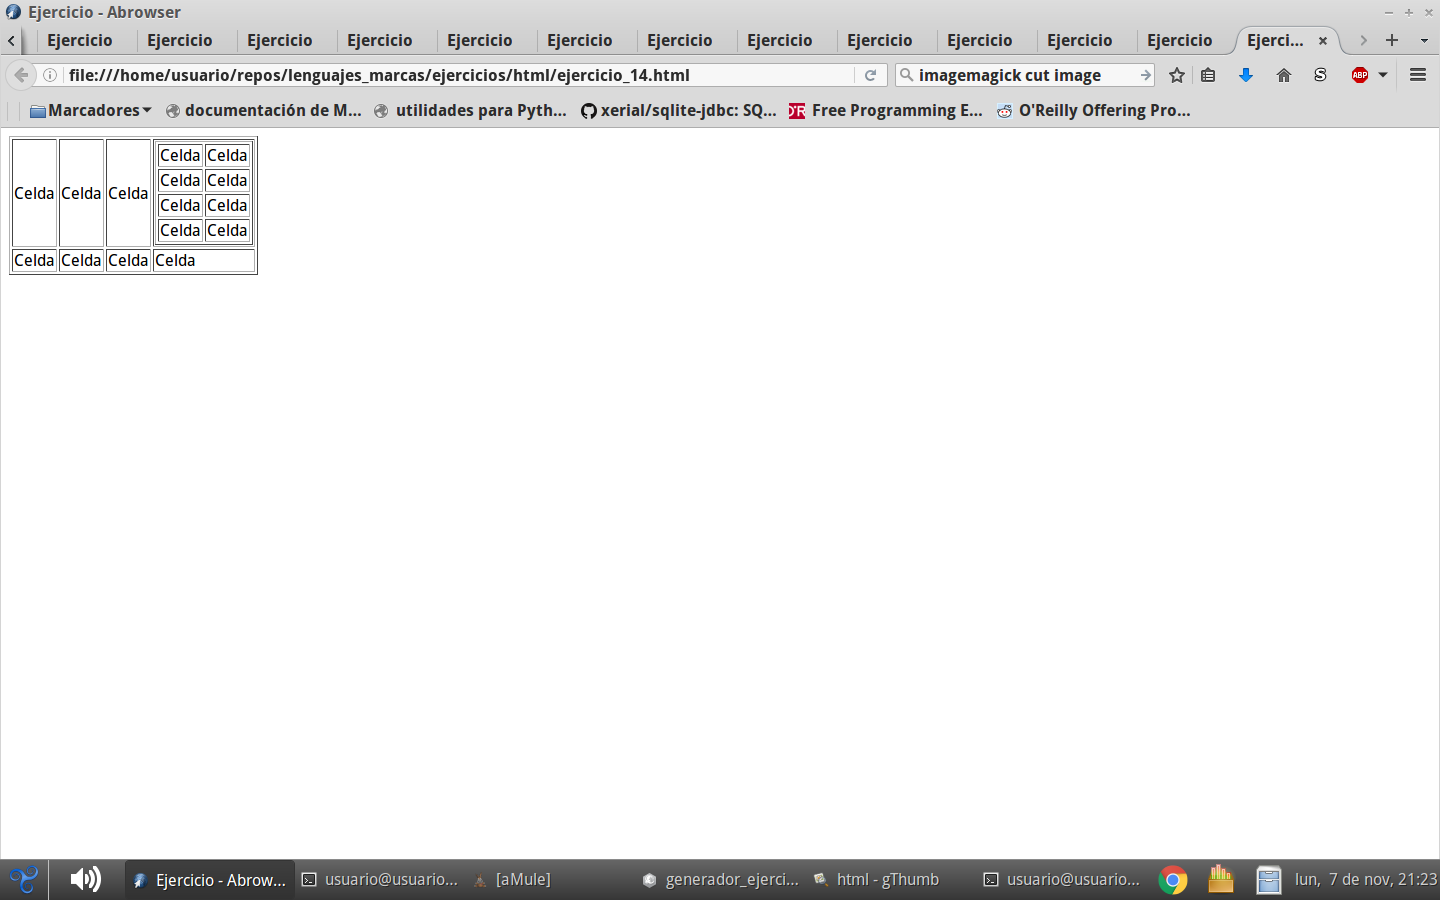 Ejercicio - Abrowser
Ejercicio Ejercicio Ejercicio Ejercicio Ejercicio Ejercicio Ejercicio Ejercicio Ejercicio Ejercicio Ejercicio Ejercicio Ejerci...
file:///home/usuario/repos/lenguajes_marcas/ejercicios/html/ejercicio_14.html imagemagick cut image S ABP
Marcadores documentación de M... utilidades para Pyth... xerial/sqlite-jdbc: SQ... Free Programming E... O'Reilly Offering Pro...
Celda Celda
Celda Celda
Celda Celda Celda
Celda Celda
Celda Celda
Celda Celda Celda Celda
Ejercicio - Abrow... usuario@usuario... [aMule] generador_ejerci... html - gThumb usuario@usuario... lun, 7 de nov, 21:23